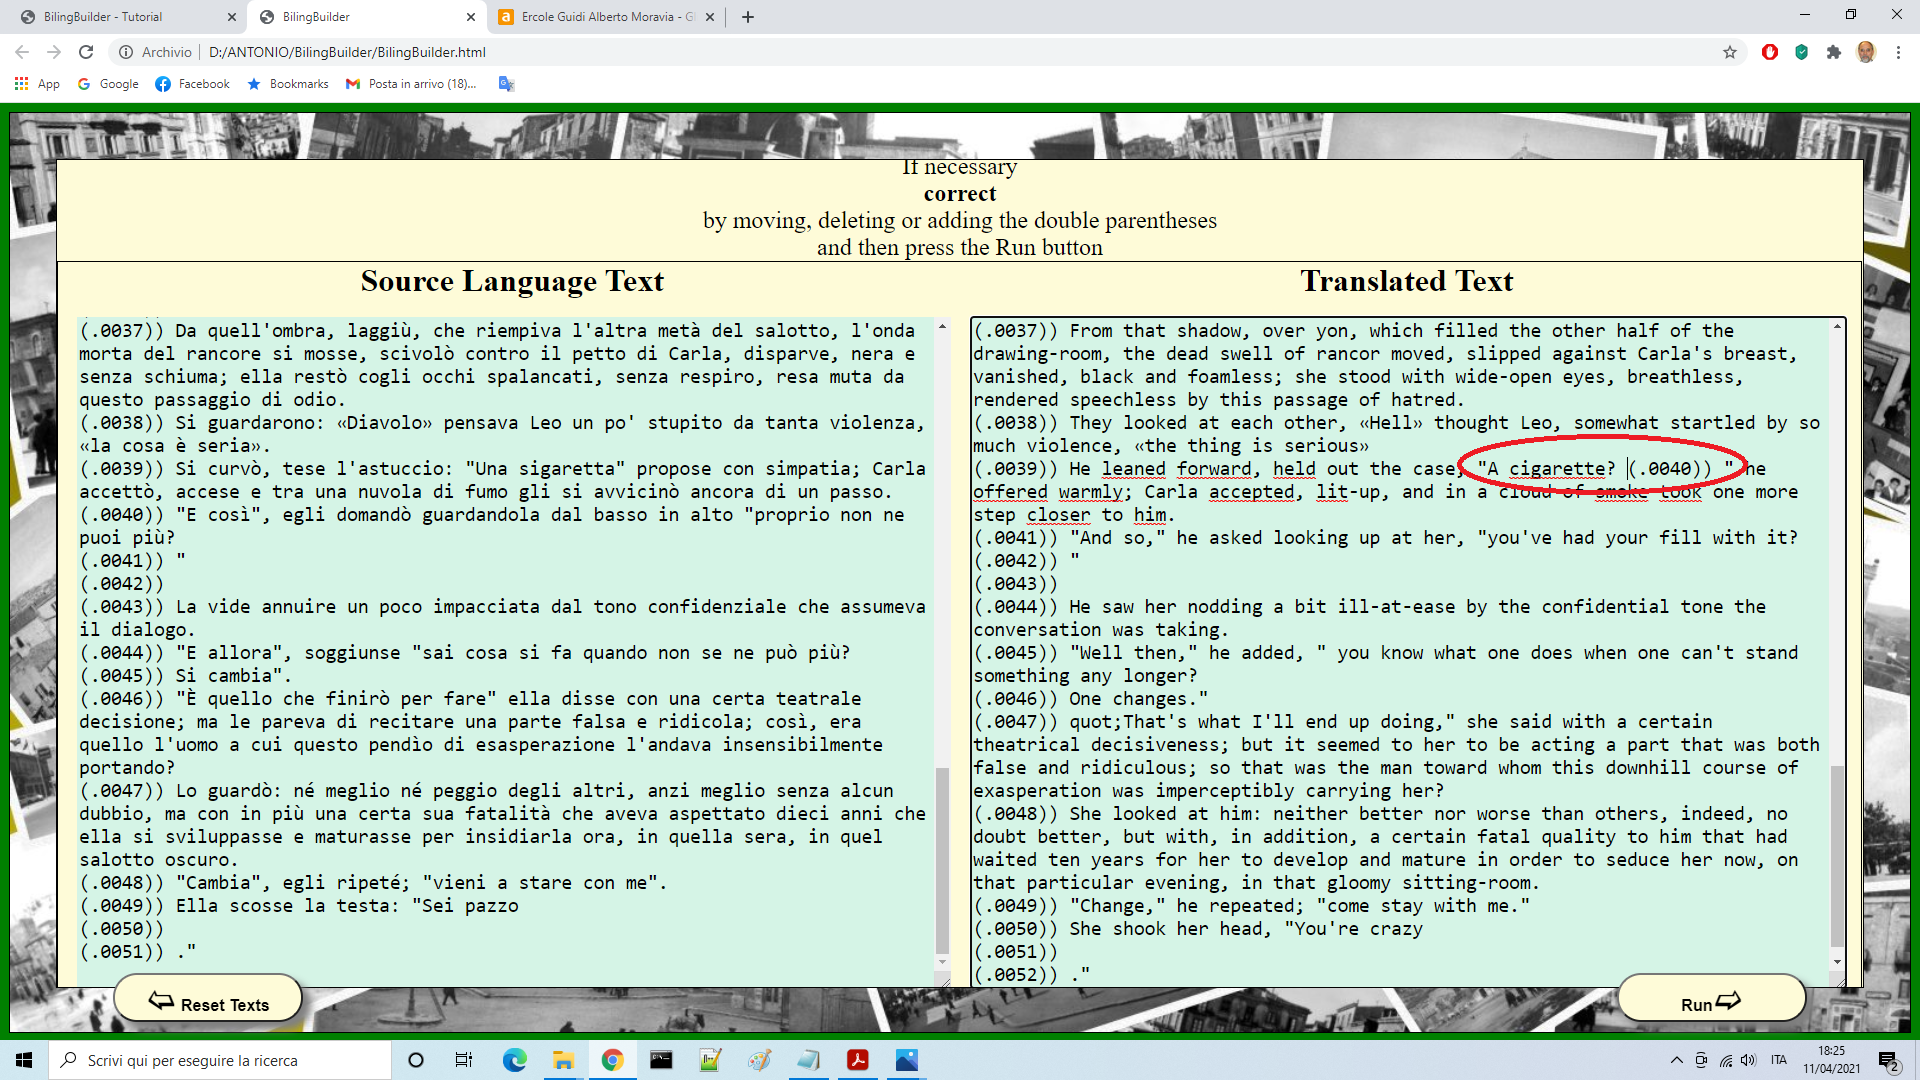 BilingBuilder - Tutorial
BilingBuilder
Ercole Guidi Alberto Moravia - Gl
Archivio
D:/ANTONIO/BilingBuilder/BilingBuilder.html
App
Google
Facebook
Bookmarks
Posta in arrivo (18)...
If necessary
correct
by moving, deleting or adding the double parentheses
and then press the Run button
Source Language Text
(.0037)) Da quell'ombra, laggiù, che riempiva l'altra metà del salotto, l'onda
morta del rancore si mosse, scivolò contro il petto di Carla, disparve, nera e
senza schiuma; ella restò cogli occhi spalancati, senza respiro, resa muta da
questo passaggio di odio.
(.0038)) Si guardarono: «Diavolo» pensava Leo un po' stupito da tanta violenza,
«la cosa è seria».
(.0039)) Si curvò, tese l'astuccio: "Una sigaretta" propose con simpatia; Carla
accettò, accese e tra una nuvola di fumo gli si avvicinò ancora di un passo.
(.0040)) "E così", egli domandò guardandola dal basso in alto "proprio non ne
puoi più?
(.0041)) "
(.0042))
(.0043)) La vide annuire un poco impacciata dal tono confidenziale che assumeva
il dialogo.
(.0044)) "E allora", soggiunse "sai cosa si fa quando non se ne può più?
(.0045)) Si cambia".
(.0046)) "È quello che finirò per fare" ella disse con una certa teatrale
decisione; ma le pareva di recitare una parte falsa e ridicola; così, era
quello l'uomo a cui questo pendìo di esasperazione l'andava insensibilmente
portando?
(.0047)) Lo guardò: né meglio né peggio degli altri, anzi meglio senza alcun
dubbio, ma con in più una certa sua fatalità che aveva aspettato dieci anni che
ella si sviluppasse e maturasse per insidiarla ora, in quella sera, in quel
salotto oscuro.
(.0048)) "Cambia", egli ripeté; "vieni a stare con me".
(.0049)) Ella scosse la testa: "Sei pazzo
(.0050))
(.0051)) ."
Translated Text
(.0037)) From that shadow, over yon, which filled the other half of the
drawing-room, the dead swell of rancor moved, slipped against Carla's breast,
vanished, black and foamless; she stood with wide-open eyes, breathless,
rendered speechless by this passage of hatred.
(.0038)) They looked at each other, «Hell» thought Leo, somewhat startled by so
much violence, «the thing is serious»
(.0039)) He leaned forward, held out the case, "A cigarette? (.0040)) " he
offered warmly; Carla accepted, lit-up, and in a cloud of smoke took one more
step closer to him.
(.0041)) "And so," he asked looking up at her, "you've had your fill with it?
(.0042)) "
(.0043))
(.0044)) He saw her nodding a bit ill-at-ease by the confidential tone the
conversation was taking.
(.0045)) "Well then," he added, " you know what one does when one can't stand
something any longer?
(.0046)) One changes."
(.0047)) quot;That's what I'll end up doing," she said with a certain
theatrical decisiveness; but it seemed to her to be acting a part that was both
false and ridiculous; so that was the man toward whom this downhill course of
exasperation was imperceptibly carrying her?
(.0048)) She looked at him: neither better nor worse than others, indeed, no
doubt better, but with, in addition, a certain fatal quality to him that had
waited ten years for her to develop and mature in order to seduce her now, on
that particular evening, in that gloomy sitting-room.
(.0049)) "Change," he repeated; "come stay with me."
(.0050)) She shook her head, "You're crazy
(.0051))
(.0052)) ."
Reset Texts
Run
Scrivi qui per eseguire la ricerca
ITA
18:25
11/04/2021
2